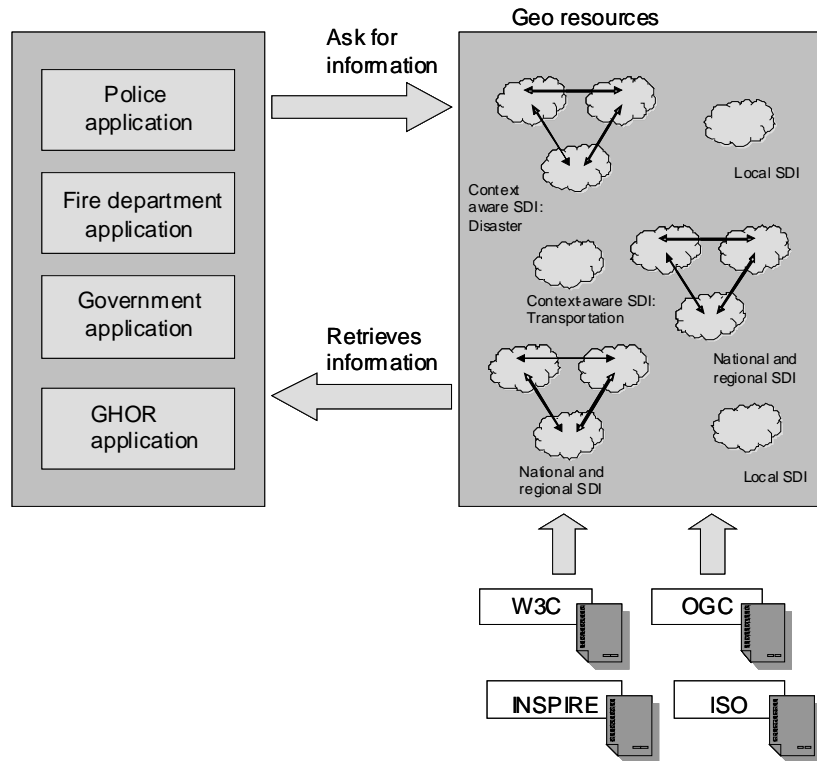 Geo resources
Ask for
information
Police
application
Fire department
application
Government
application
GHOR
application
Retrieves
information
Local SDI
Context
aware SDI:
Disaster
Context-aware SDI:
Transportation
National and
regional SDI
National and
regional SDI
Local SDI
W3C
OGC
INSPIRE
ISO